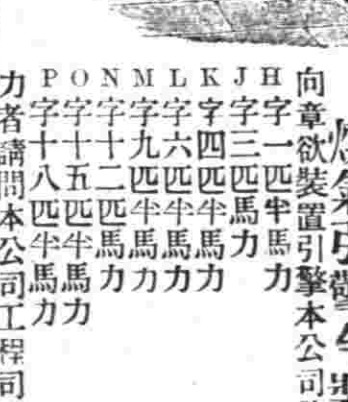 向章欲裝置引擎本公司
H字一匹半馬力
J字三匹馬力
K字四匹半馬力
L字六匹半馬力
M字九匹半馬力
N字十二匹馬力
O字十五匹半馬力
P字十八匹半馬力
力者請問本公司工程司